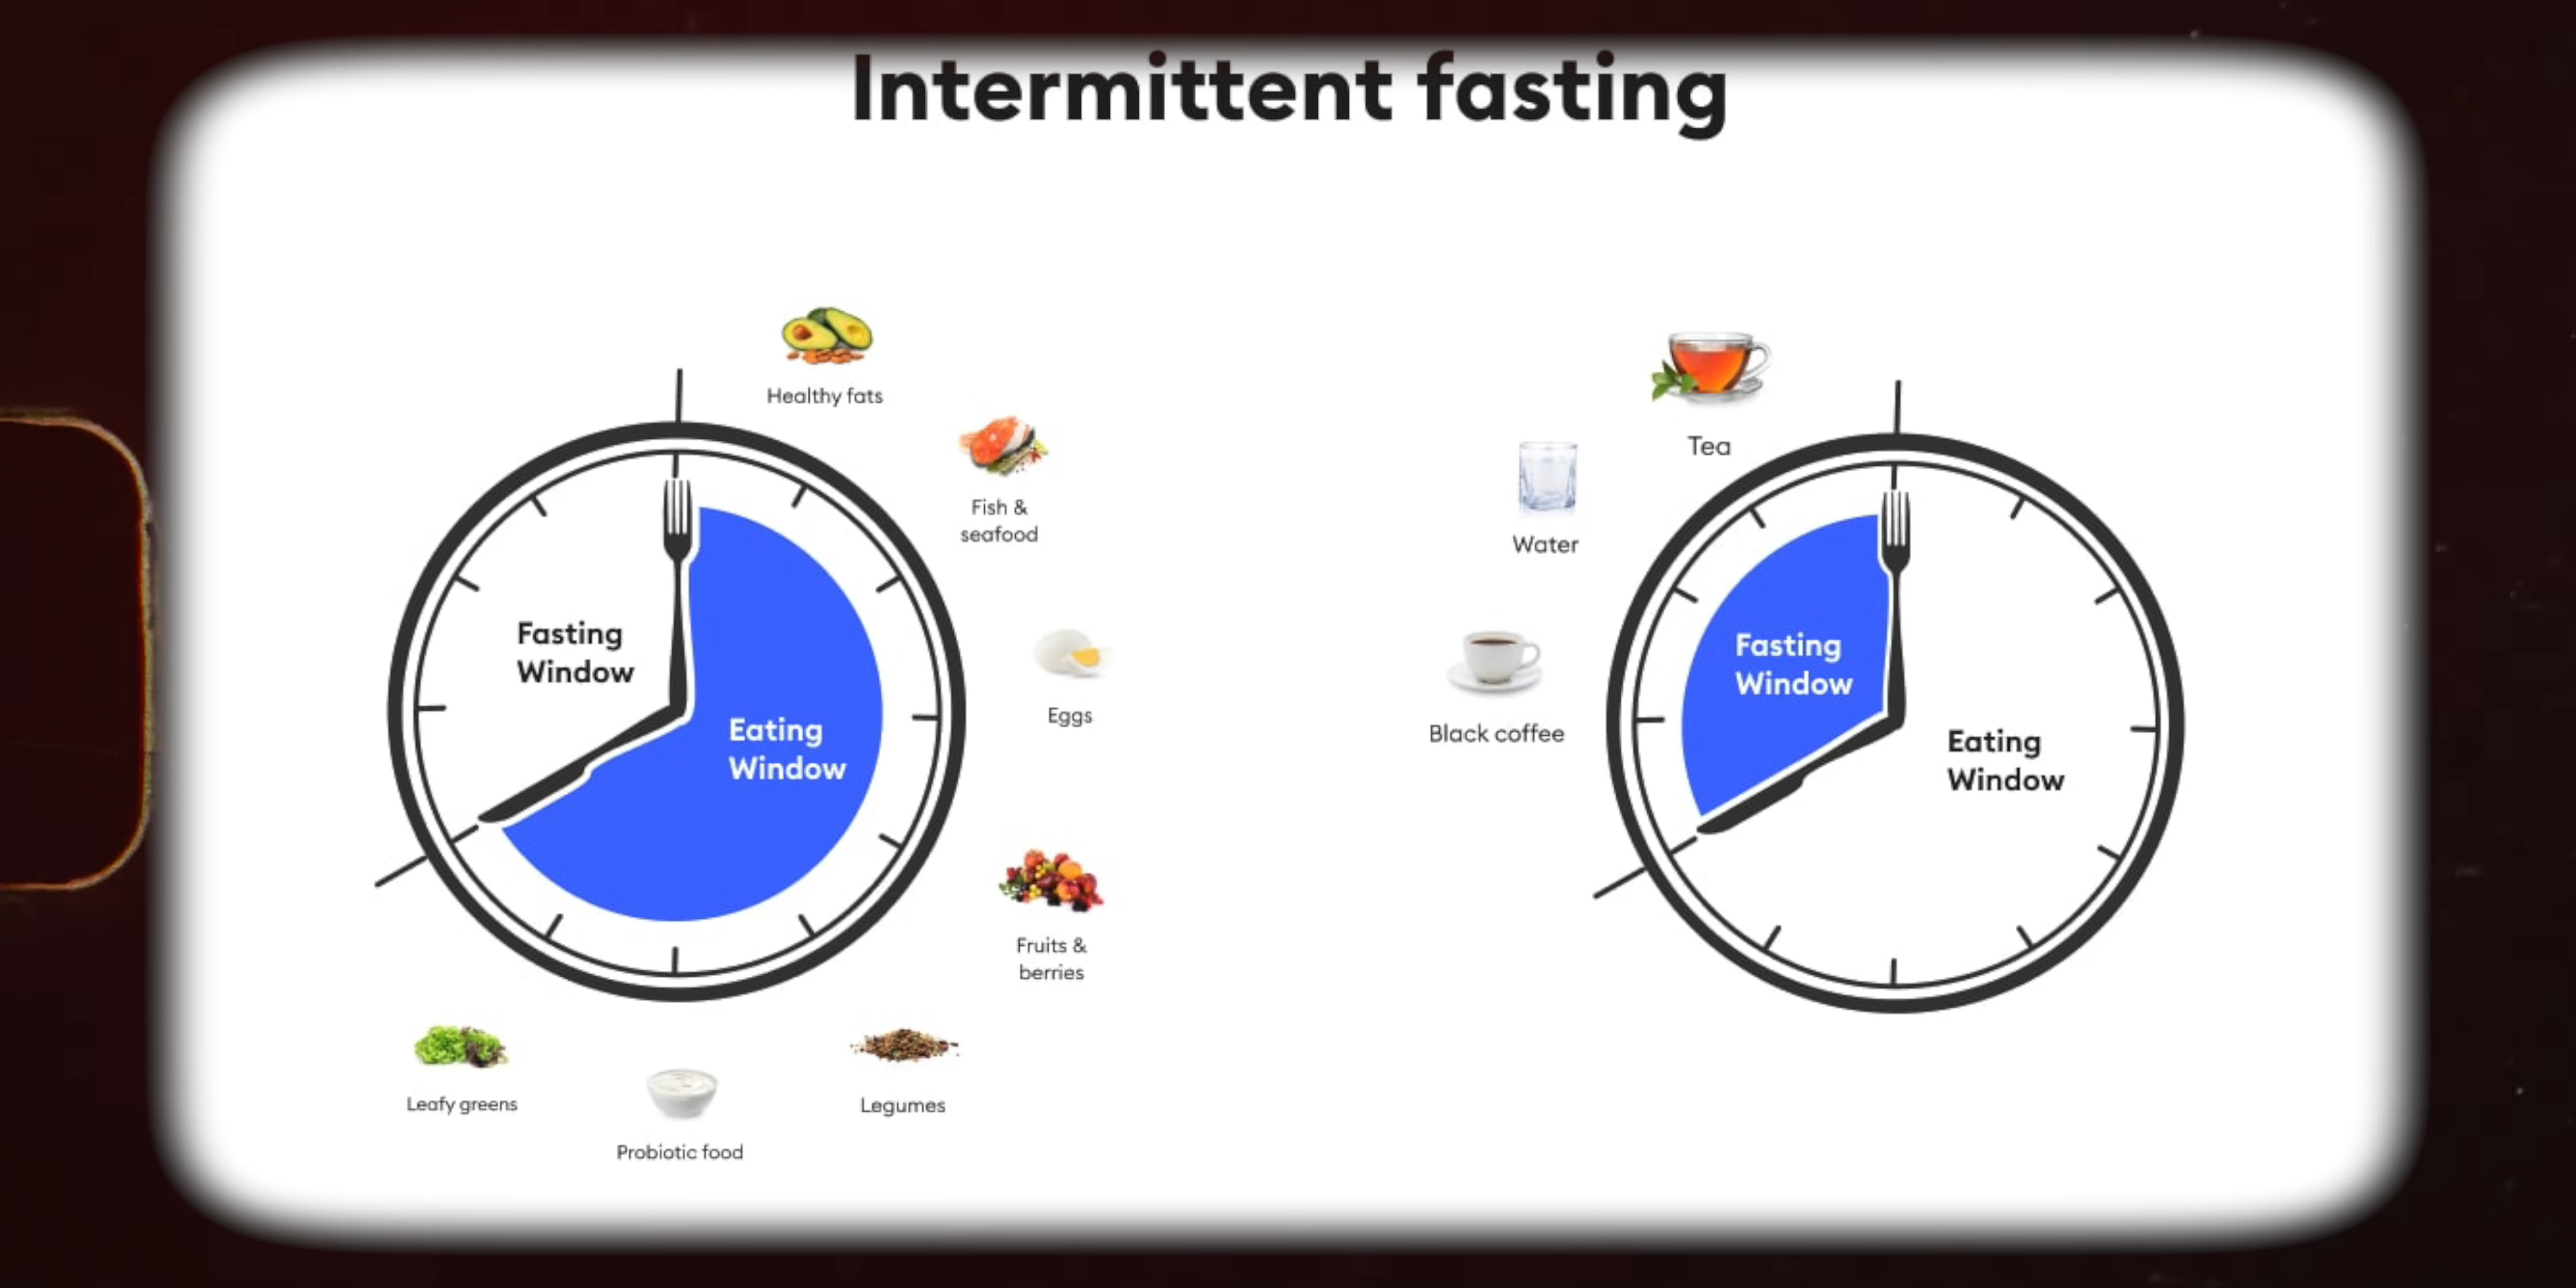 Intermittent fasting
Healthy fats
Fish &
seafood
Fasting
Window
Eating
Window
Eggs
Fruits &
berries
Leafy greens
Legumes
Probiotic food
Tea
Water
Black coffee
Fasting
Window
Eating
Window